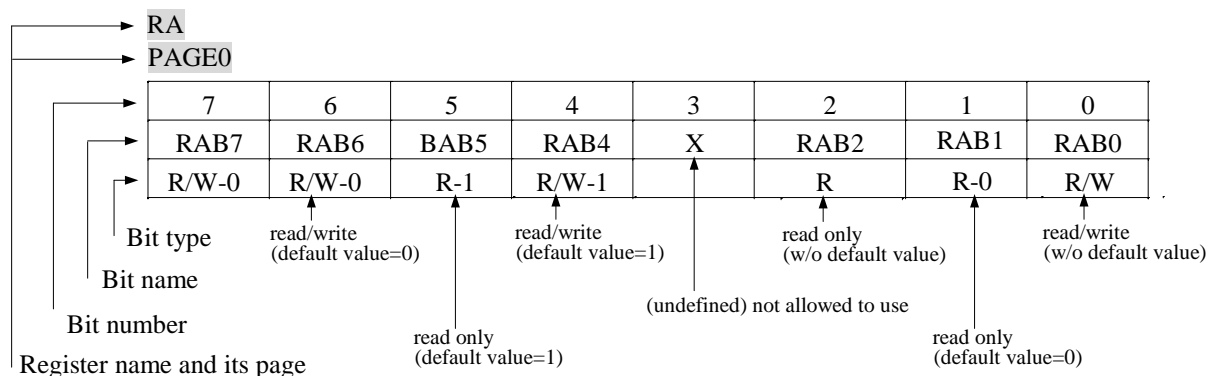 RA
PAGE0
7 6 5 4 3 2 1 0
RAB7 RAB6 BAB5 RAB4 X RAB2 RAB1 RAB0
R/W-0 R/W-0 R-1 R/W-1 R R-0 R/W
Bit type
read/write
(default value=0)
read/write
(default value=1)
read only
(w/o default value)
read/write
(w/o default value)
Bit name
(undefined) not allowed to use
Bit number
read only
(default value=1)
read only
(default value=0)
Register name and its page